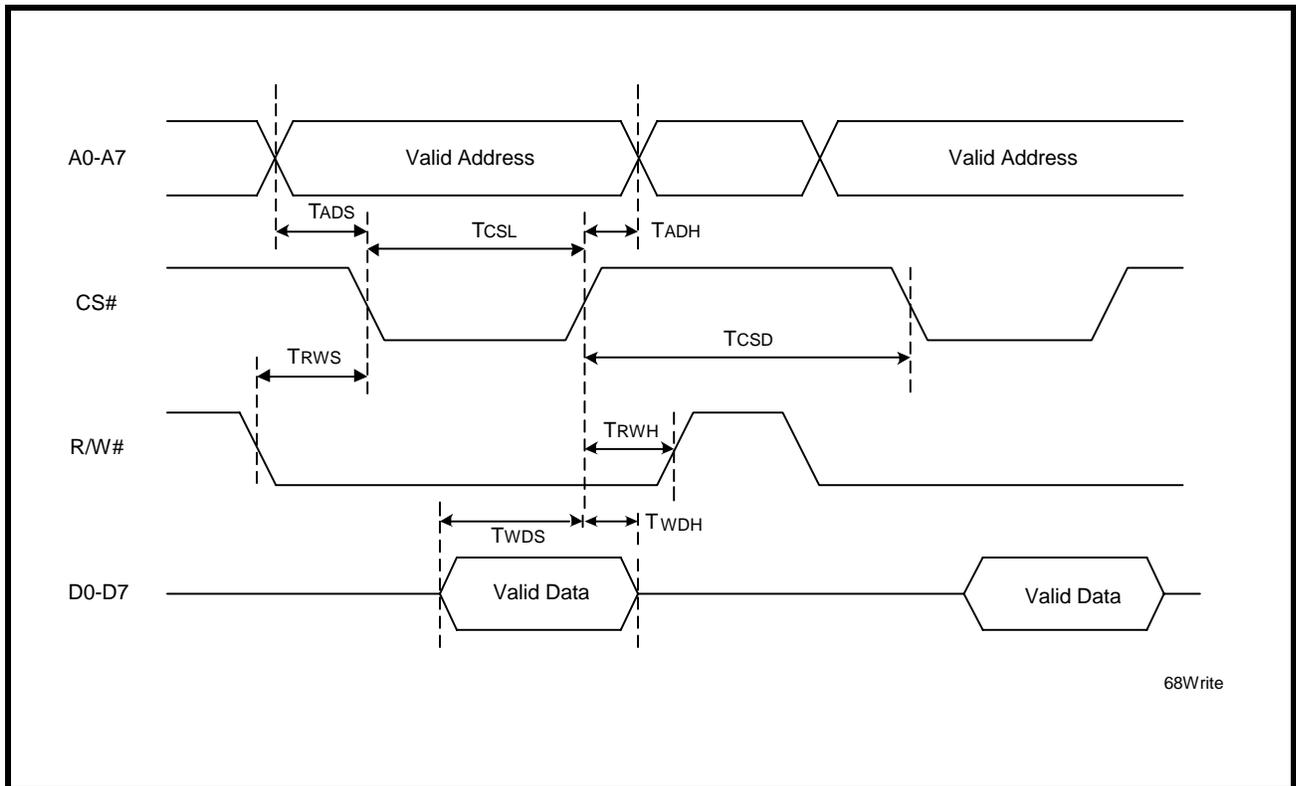 A0-A7
Valid Address
Valid Address
TADS
TCSL
TADH
CS#
TCSD
TRWS
R/W#
TRWH
TWDS
TWDH
D0-D7
Valid Data
Valid Data
68Write